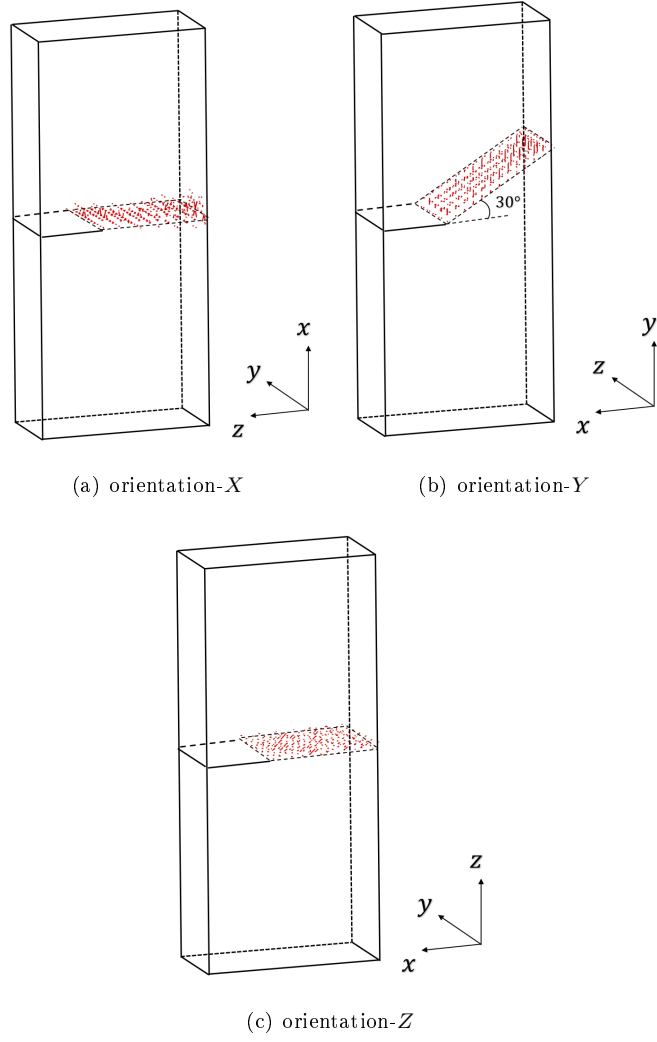 30°
x
y
z
y
z
x
(a) orientation-X
(b) orientation-Y
z
y
x
(c) orientation-Z